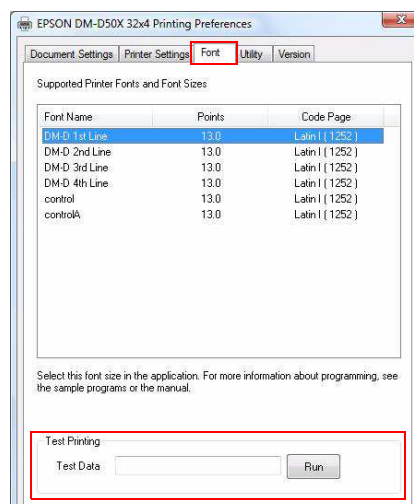 EPSON DM-D50X 32x4 Printing Preferences
Document Settings Printer Settings Font Utility Version
Supported Printer Fonts and Font Sizes
Font Name Points Code Page
DM-D 1st Line 13.0 Latin I ( 1252 )
DM-D 2nd Line 13.0 Latin I ( 1252 )
DM-D 3rd Line 13.0 Latin I ( 1252 )
DM-D 4th Line 13.0 Latin I ( 1252 )
control 13.0 Latin I ( 1252 )
controlA 13.0 Latin I ( 1252 )
Select this font size in the application. For more information about programming, see
the sample programs or the manual.
Test Printing
Test Data Run